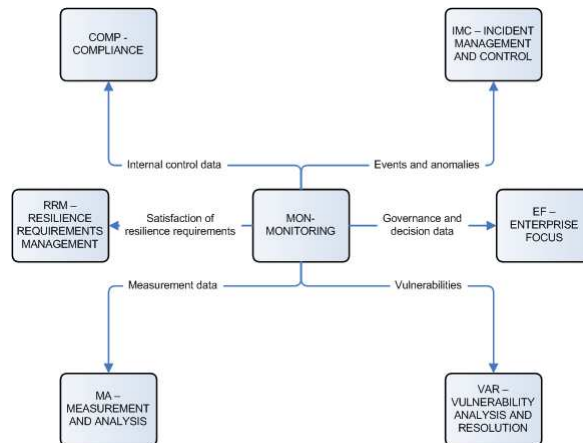 COMP -
COMPLIANCE
IMC – INCIDENT
MANAGEMENT
AND CONTROL
Internal control data
Events and anomalies
RRM –
RESILIENCE
REQUIREMENTS
MANAGEMENT
Satisfaction of
resilience requirements
MON-
MONITORING
Governance and
decision data
EF –
ENTERPRISE
FOCUS
Measurement data
Vulnerabilities
MA –
MEASUREMENT
AND ANALYSIS
VAR –
VULNERABILITY
ANALYSIS AND
RESOLUTION